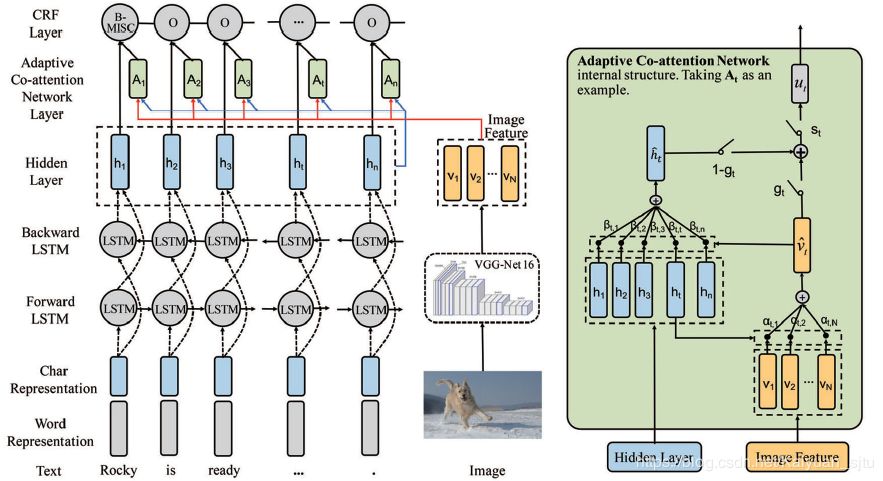 CRF
Layer
B-
MISC
O
O
...
O
Adaptive
Co-attention
Network
Layer
A1
A2
A3
At
An
Image
Feature
Hidden
Layer
h1
h2
h3
ht
hn
v1
v2
...
vN
Backward
LSTM
LSTM
LSTM
LSTM
LSTM
LSTM
VGG-Net 16
Forward
LSTM
LSTM
LSTM
LSTM
LSTM
LSTM
Char
Representation
Word
Representation
Text
Rocky
is
ready
...
.
Image
Adaptive Co-attention Network
internal structure. Taking At as an
example.
ut
st
ĥt
1-gt
gt
βt,1
βt,2
βt,3
βt,t
βt,n
v̂t
h1
h2
h3
ht
hn
αt,1
αt,2
αt,N
v1
v2
...
vN
Hidden Layer
Image Feature